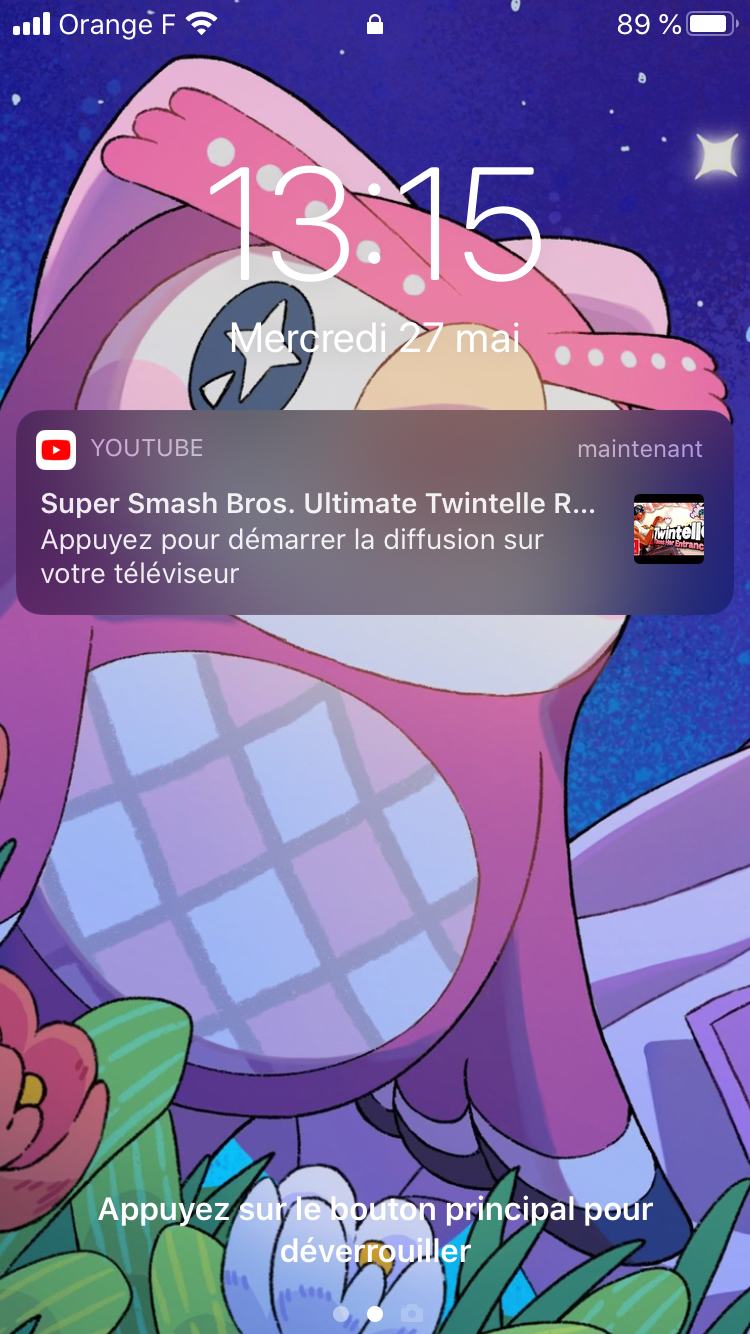 Orange F
89 %
13:15
Mercredi 27 mai
YOUTUBE
maintenant
Super Smash Bros. Ultimate Twintelle R...
Appuyez pour démarrer la diffusion sur
votre téléviseur
Appuyez sur le bouton principal pour
déverrouiller